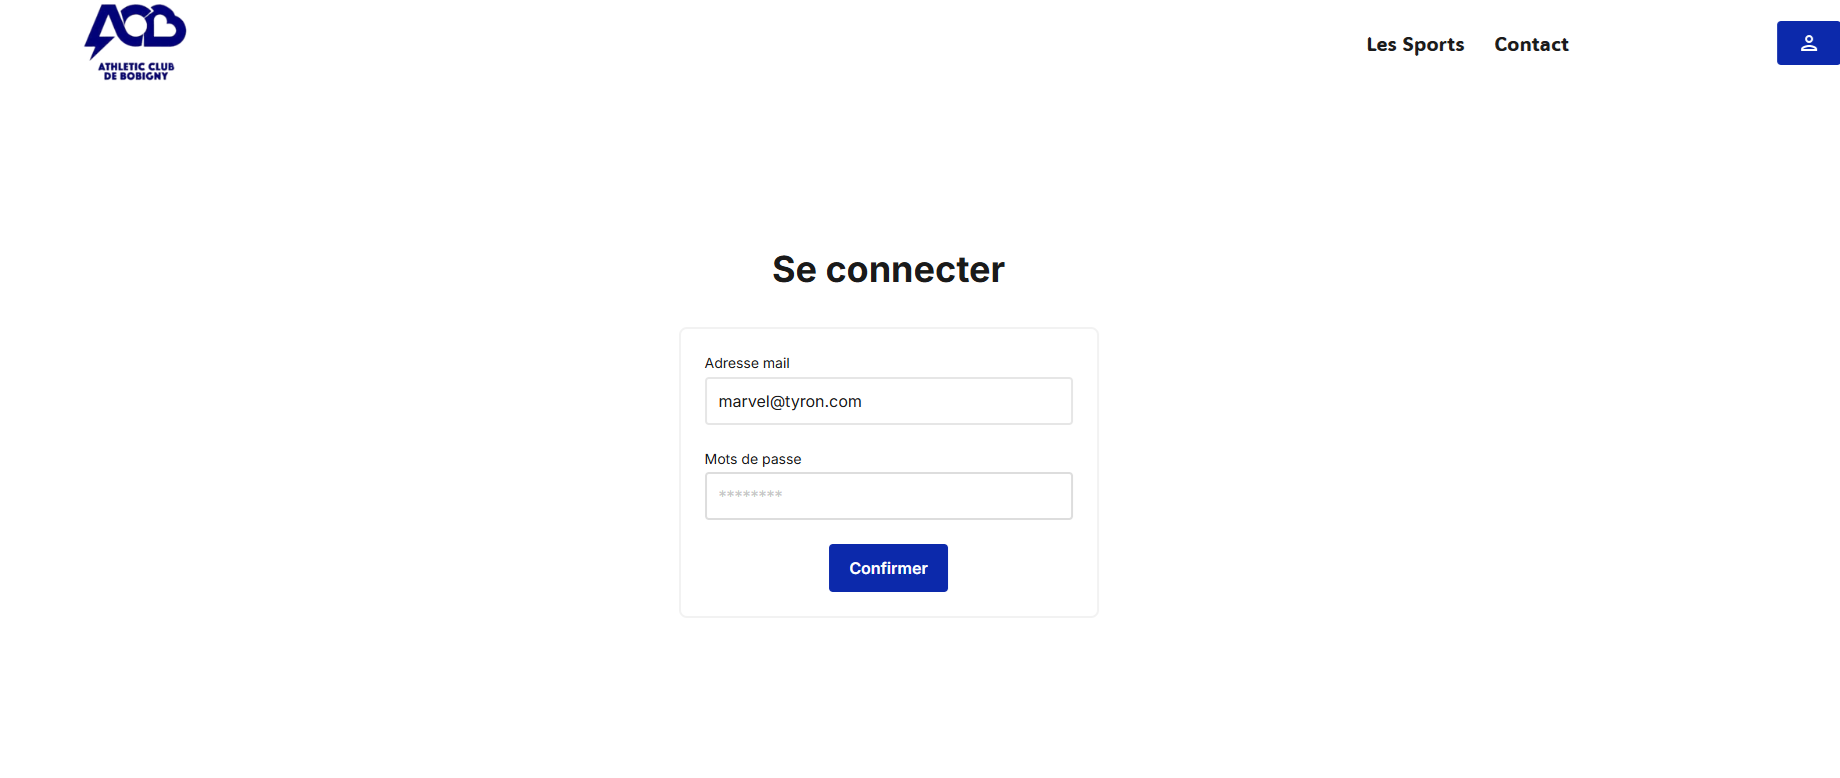 ACB
ATHLETIC CLUB
DE BOBIGNY
Les Sports
Contact
Se connecter
Adresse mail
marvel@tyron.com
Mots de passe
********
Confirmer